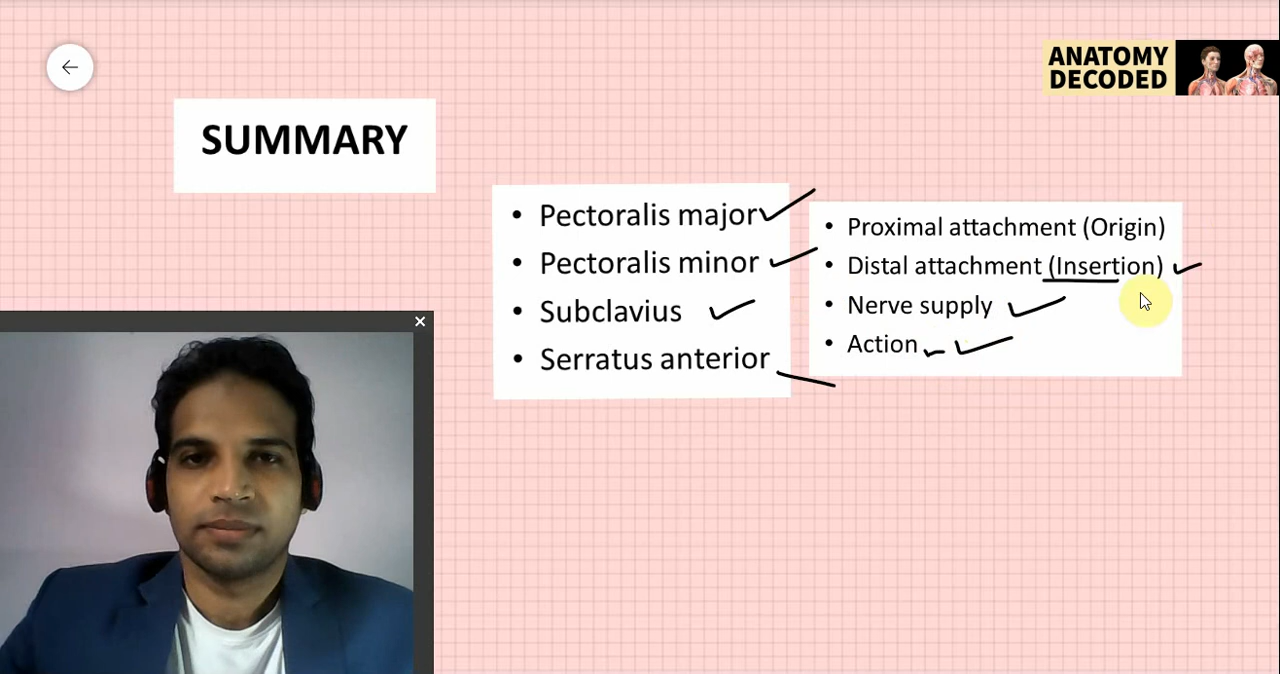 ANATOMY
DECODED
SUMMARY
• Pectoralis major
• Pectoralis minor
• Subclavius
• Serratus anterior
• Proximal attachment (Origin)
• Distal attachment (Insertion)
• Nerve supply
• Action